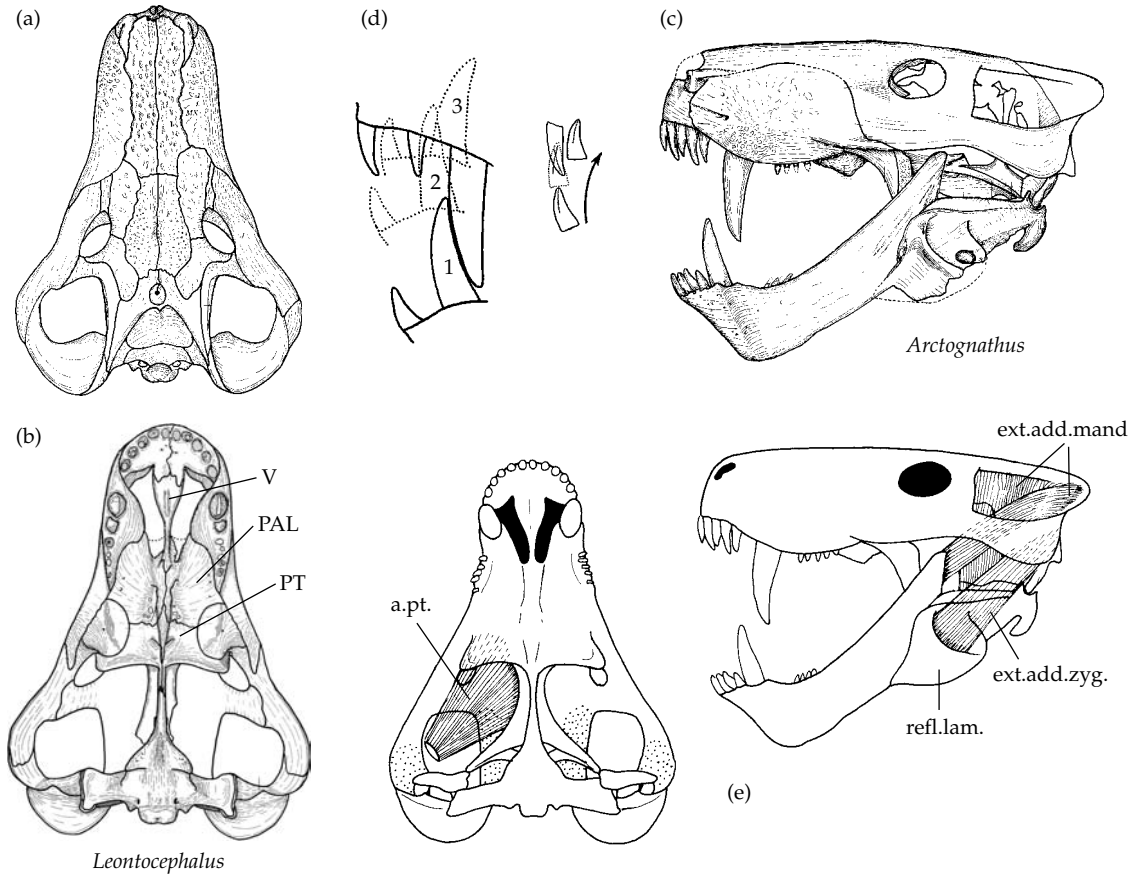 (a)
(d)
(c)
3
2
1
Arctognathus
(b)
V
PAL
PT
Leontocephalus
a.pt.
ext.add.mand
ext.add.zyg.
refl.lam.
(e)